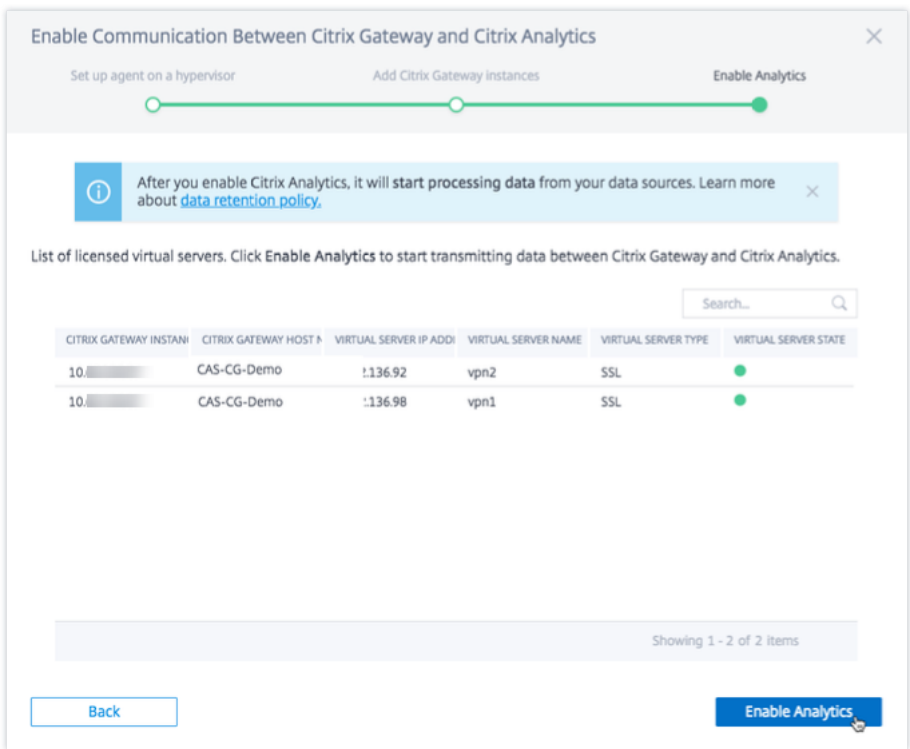 Enable Communication Between Citrix Gateway and Citrix Analytics
Set up agent on a hypervisor Add Citrix Gateway instances Enable Analytics
After you enable Citrix Analytics, it will start processing data from your data sources. Learn more
about data retention policy.
List of licensed virtual servers. Click Enable Analytics to start transmitting data between Citrix Gateway and Citrix Analytics.
Search...
CITRIX GATEWAY INSTAN CITRIX GATEWAY HOST N VIRTUAL SERVER IP ADD VIRTUAL SERVER NAME VIRTUAL SERVER TYPE VIRTUAL SERVER STATE
10. CAS-CG-Demo .136.92 vpn2 SSL
10. CAS-CG-Demo .136.98 vpn1 SSL
Showing 1 - 2 of 2 items
Back Enable Analytics